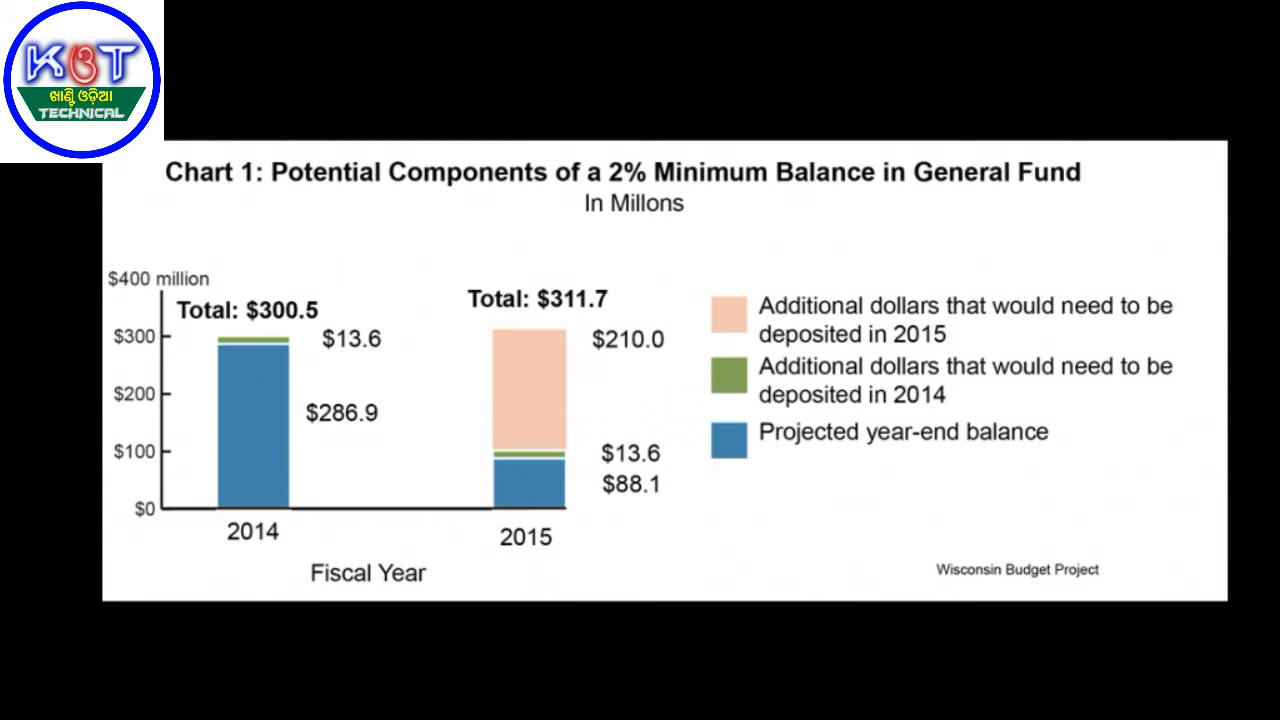 KOT
ଖାଣ୍ଟି ଓଡ଼ିଆ
TECHNICAL
Chart 1: Potential Components of a 2% Minimum Balance in General Fund
In Millons
$400 million
Total: $300.5
Total: $311.7
$300
$13.6
$210.0
$200
$286.9
$100
$13.6
$88.1
$0
2014
2015
Fiscal Year
Additional dollars that would need to be
deposited in 2015
Additional dollars that would need to be
deposited in 2014
Projected year-end balance
Wisconsin Budget Project